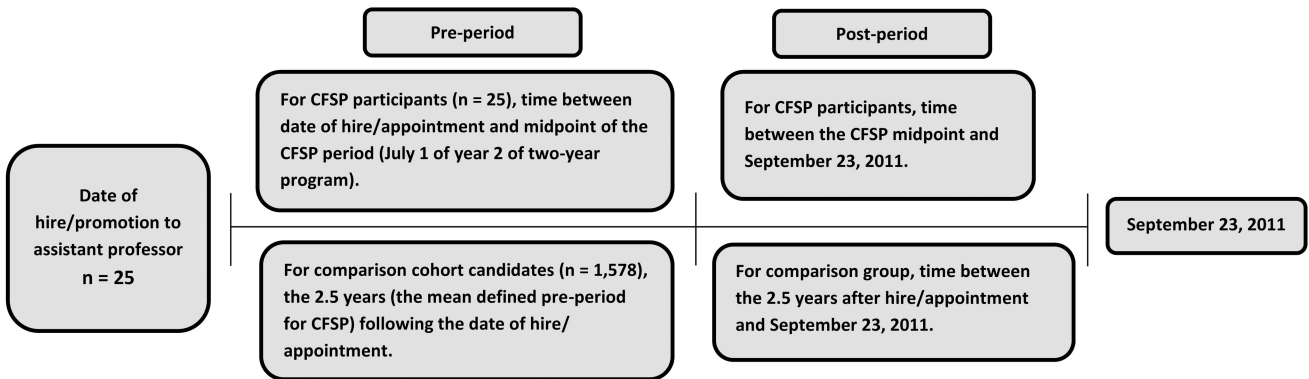 Pre-period
Post-period
For CFSP participants (n = 25), time between
date of hire/appointment and midpoint of the
CFSP period (July 1 of year 2 of two-year
program).
For CFSP participants, time
between the CFSP midpoint and
September 23, 2011.
Date of
hire/promotion to
assistant professor
n = 25
September 23, 2011
For comparison cohort candidates (n = 1,578),
the 2.5 years (the mean defined pre-period
for CFSP) following the date of hire/
appointment.
For comparison group, time between
the 2.5 years after hire/appointment
and September 23, 2011.